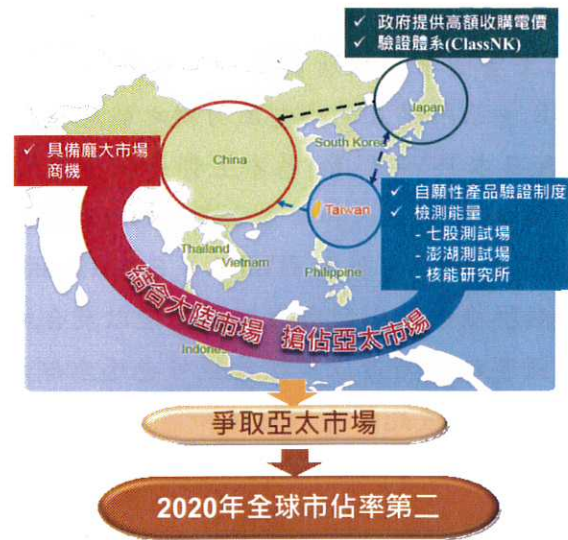 ✓ 政府提供高額收購電價
✓ 驗證體系(ClassNK)
Japan
South Korea
✓ 具備龐大市場
商機
China
Taiwan
✓ 自願性產品驗證制度
✓ 檢測能量
- 七股測試場
- 澎湖測試場
- 核能研究所
Thailand
Vietnam
Philippine
結合大陸市場 搶佔亞太市場
爭取亞太市場
2020年全球市佔率第二